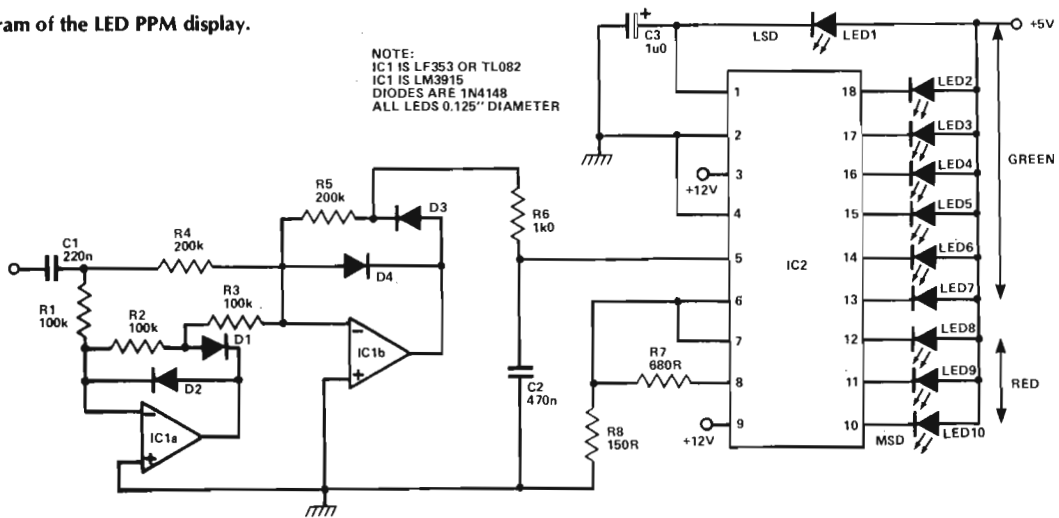 ram of the LED PPM display.
NOTE:
IC1 IS LF353 OR TL082
IC1 IS LM3915
DIODES ARE 1N4148
ALL LEDS 0.125" DIAMETER
C3
1u0
+
LSD
LED1
+5V
1
2
3
+12V
4
5
6
7
8
9
+12V
IC2
18
17
16
15
14
13
12
11
10
LED2
LED3
LED4
LED5
LED6
LED7
LED8
LED9
LED10
MSD
GREEN
RED
C1
220n
R1
100k
R4
200k
R2
100k
R3
100k
D1
D2
IC1a
−
+
R5
200k
D3
D4
IC1b
−
+
R6
1k0
C2
470n
R7
680R
R8
150R